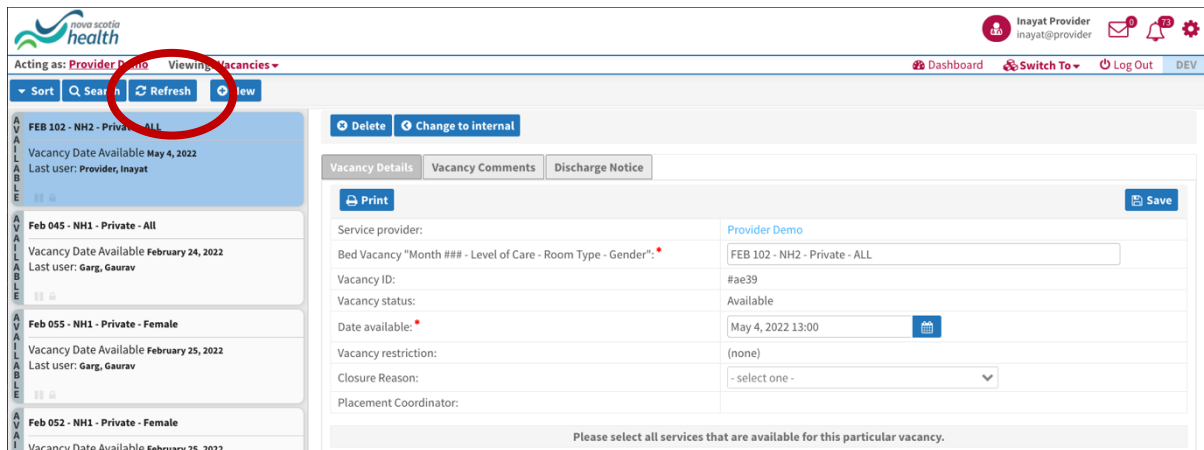 nova scotia
health
Inayat Provider
inayat@provider
0
73
Acting as: Provider Demo Viewing Vacancies
Dashboard Switch To Log Out DEV
Sort Search Refresh New
AVAILABLE
FEB 102 - NH2 - Private - ALL
Vacancy Date Available May 4, 2022
Last user: Provider, Inayat
AVAILABLE
Feb 045 - NH1 - Private - All
Vacancy Date Available February 24, 2022
Last user: Garg, Gaurav
AVAILABLE
Feb 055 - NH1 - Private - Female
Vacancy Date Available February 25, 2022
Last user: Garg, Gaurav
AVAI
Feb 052 - NH1 - Private - Female
Vacancy Date Available February 25, 2022
Delete Change to internal
Vacancy Details Vacancy Comments Discharge Notice
Print Save
Service provider: Provider Demo
Bed Vacancy "Month ### - Level of Care - Room Type - Gender":* FEB 102 - NH2 - Private - ALL
Vacancy ID: #ae39
Vacancy status: Available
Date available:* May 4, 2022 13:00
Vacancy restriction: (none)
Closure Reason: - select one -
Placement Coordinator:
Please select all services that are available for this particular vacancy.